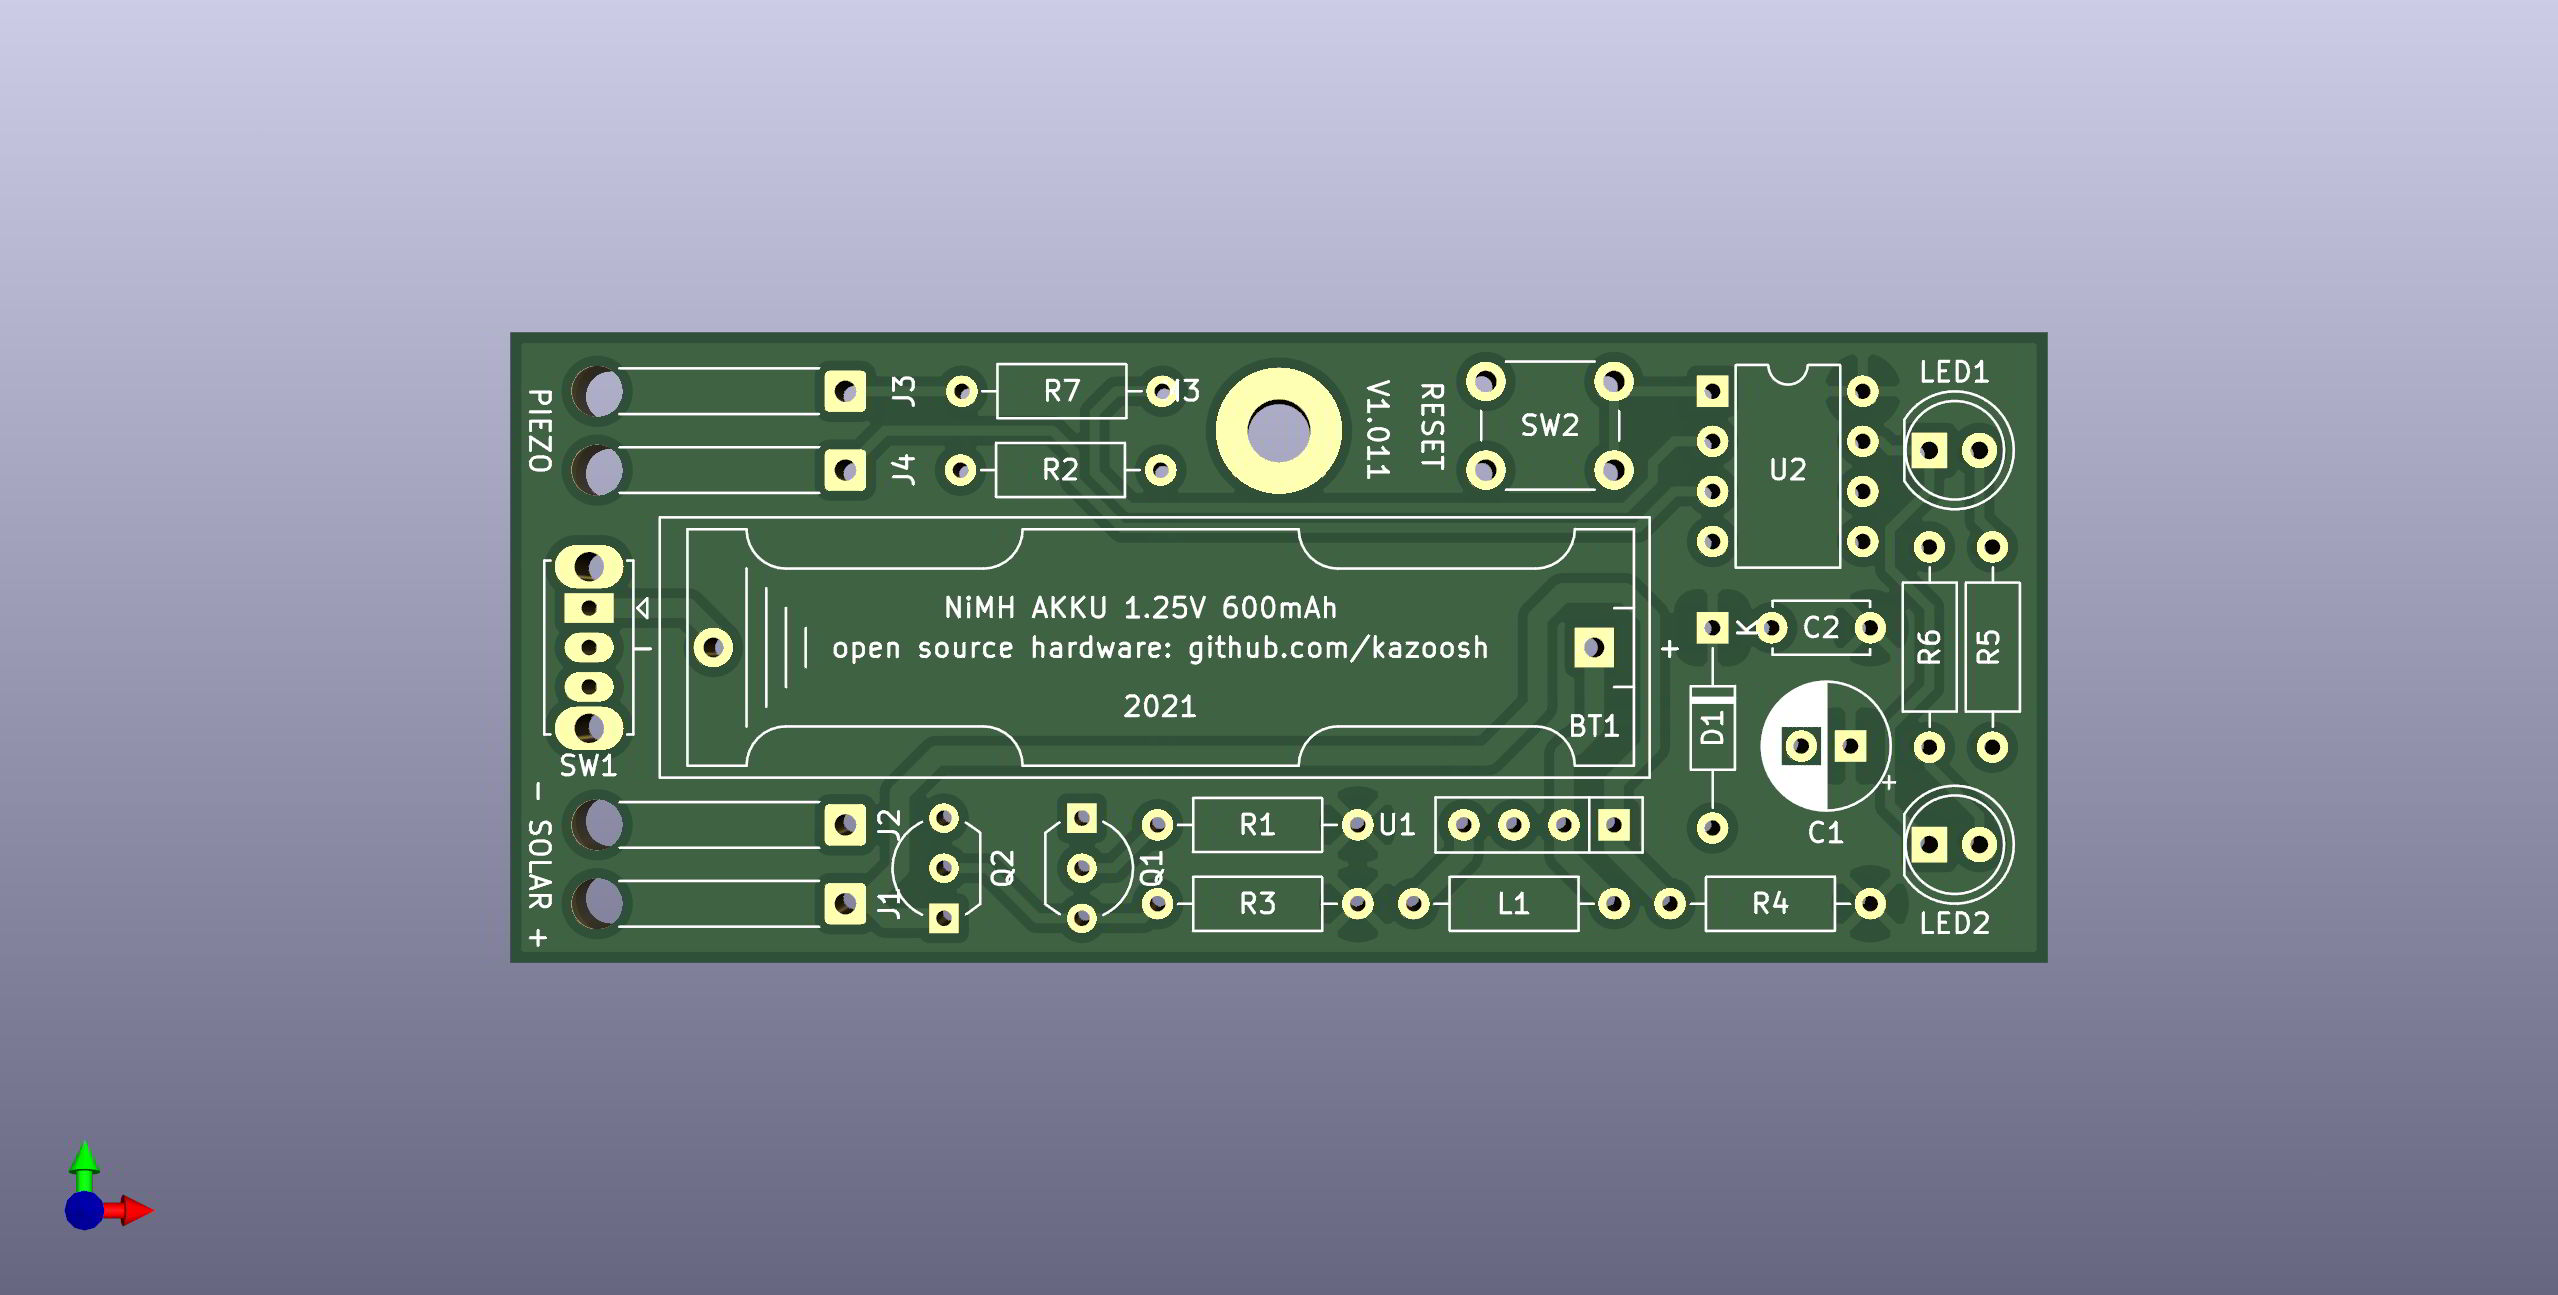 PIEZO
J3
R7
J3
J4
R2
V1.011
RESET
SW2
U2
LED1
NiMH AKKU 1.25V 600mAh
open source hardware: github.com/kazoosh
2021
BT1
+
K
C2
R6
R5
D1
+
C1
SW1
- SOLAR +
J2
J1
Q2
Q1
R1
U1
R3
L1
R4
LED2